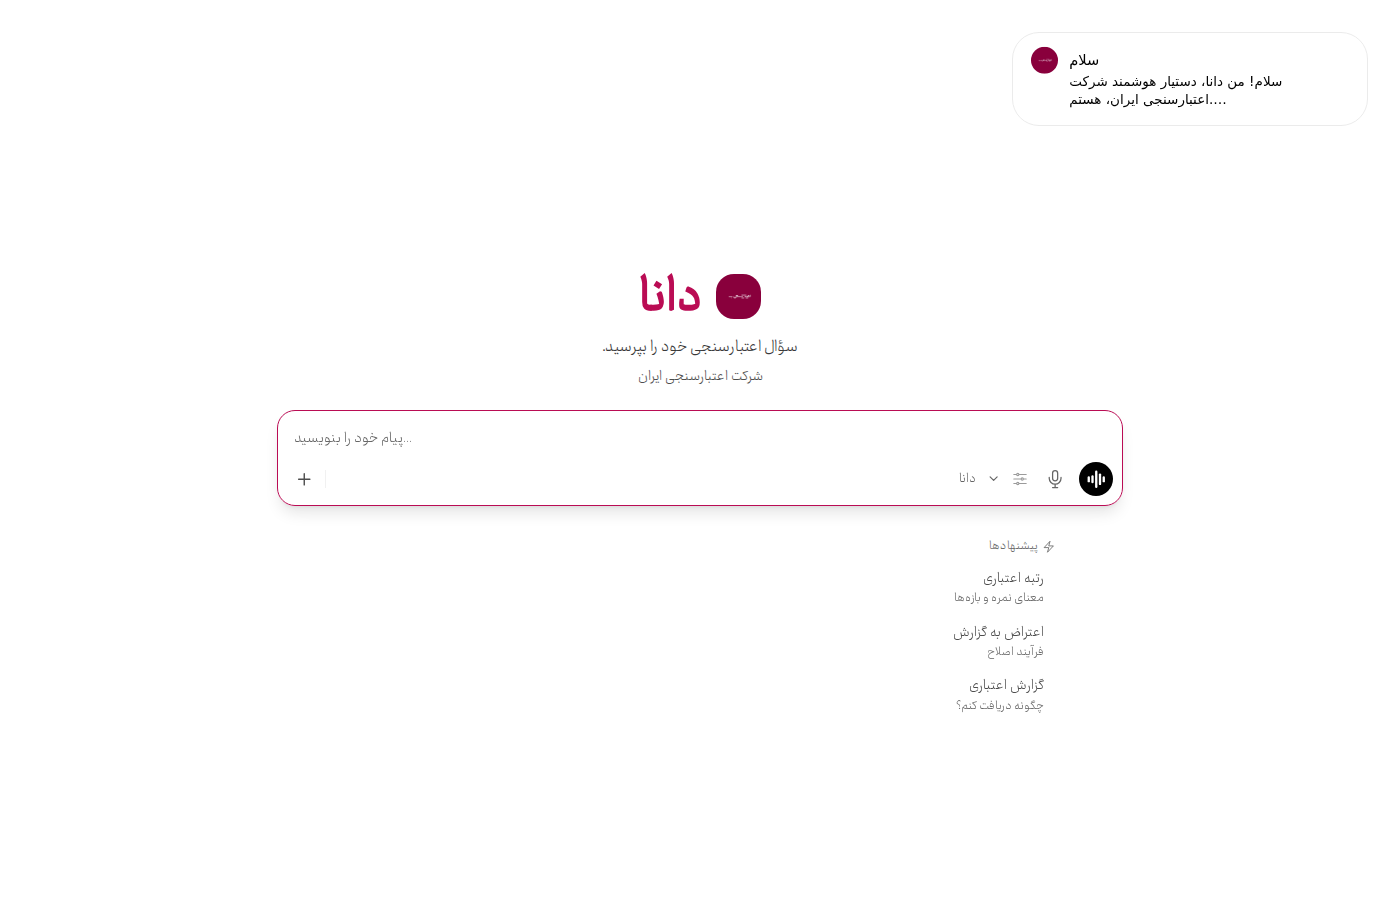 سلام
سلام! من دانا، دستیار هوشمند شرکت
اعتبارسنجی ایران، هستم....
دانا
سؤال اعتبارسنجی خود را بپرسید.
شرکت اعتبارسنجی ایران
پیام خود را بنویسید...
دانا
پیشنهادها
رتبه اعتباری
معنای نمره و بازه‌ها
اعتراض به گزارش
فرآیند اصلاح
گزارش اعتباری
چگونه دریافت کنم؟